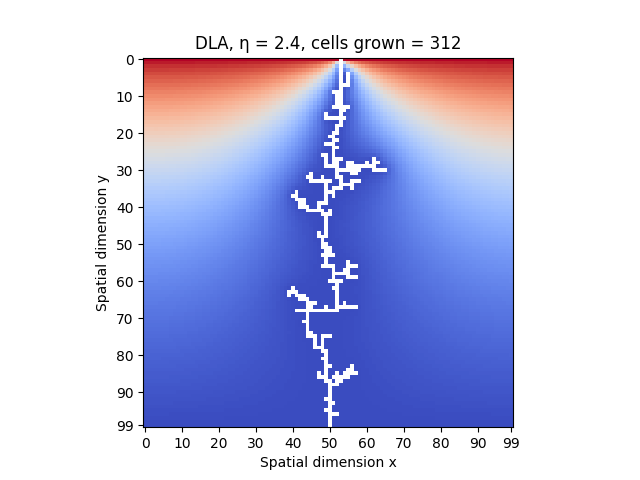 DLA, η = 2.4, cells grown = 312
0
10
20
30
40
50
60
70
80
90
99
Spatial dimension y
0 10 20 30 40 50 60 70 80 90 99
Spatial dimension x